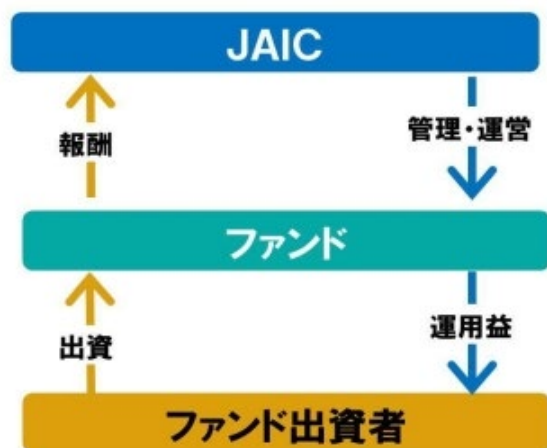 JAIC
報酬
管理・運営
ファンド
出資
運用益
ファンド出資者